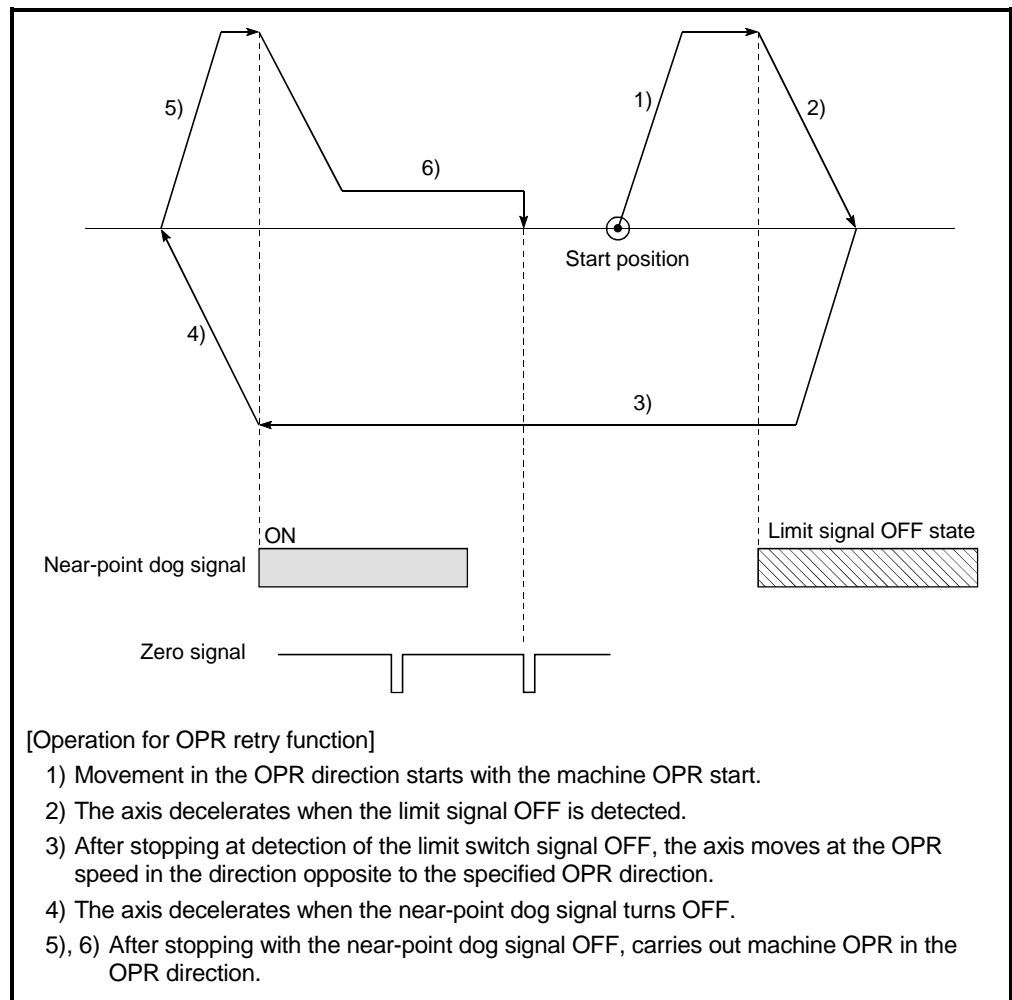 5)
1)
2)
6)
Start position
4)
3)
ON
Limit signal OFF state
Near-point dog signal
Zero signal
[Operation for OPR retry function]
1) Movement in the OPR direction starts with the machine OPR start.
2) The axis decelerates when the limit signal OFF is detected.
3) After stopping at detection of the limit switch signal OFF, the axis moves at the OPR
speed in the direction opposite to the specified OPR direction.
4) The axis decelerates when the near-point dog signal turns OFF.
5), 6) After stopping with the near-point dog signal OFF, carries out machine OPR in the
OPR direction.